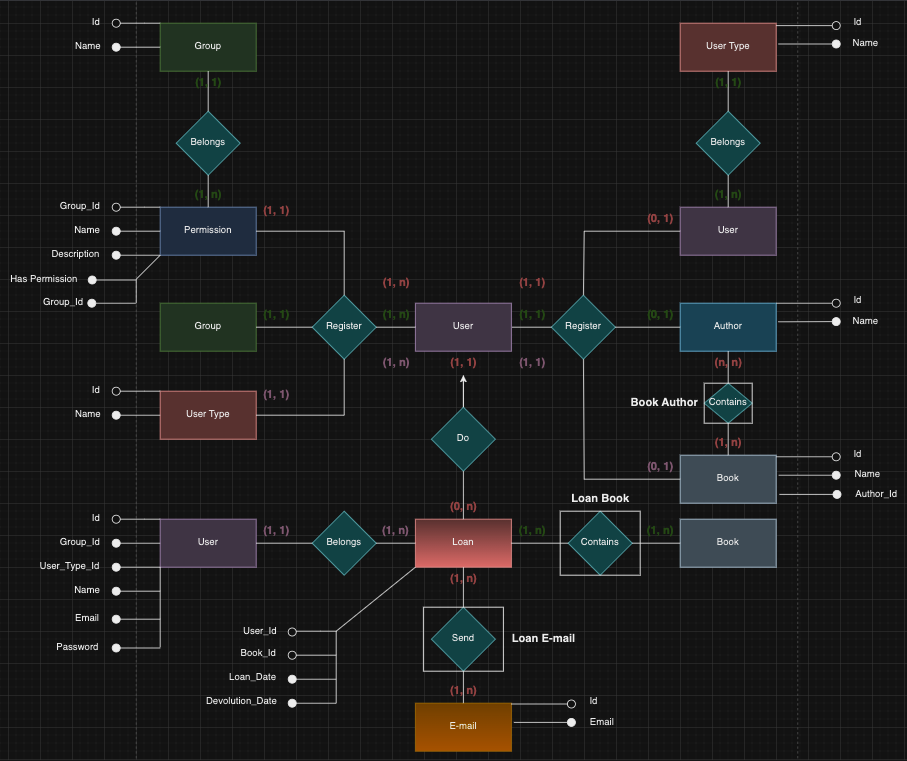 Id
Name
Group
(1, 1)
Belongs
(1, n)
Id
Name
User Type
(1, 1)
Belongs
(1, n)
Group_Id
Name
Description
Has Permission
Group_Id
Permission
(1, 1)
(0, 1)
User
(1, n)
(1, 1)
Group
(1, 1)
Register
(1, n)
User
(1, 1)
Register
(0, 1)
Author
Id
Name
(1, n)
(1, 1)
(1, 1)
(n, n)
Id
Name
User Type
(1, 1)
Book Author
Contains
Do
(1, n)
(0, 1)
Book
Id
Name
Author_Id
(0, n)
Loan Book
Id
Group_Id
User_Type_Id
Name
Email
Password
User
(1, 1)
Belongs
(1, n)
Loan
(1, n)
Contains
(1, n)
Book
(1, n)
User_Id
Book_Id
Loan_Date
Devolution_Date
Send
Loan E-mail
(1, n)
E-mail
Id
Email